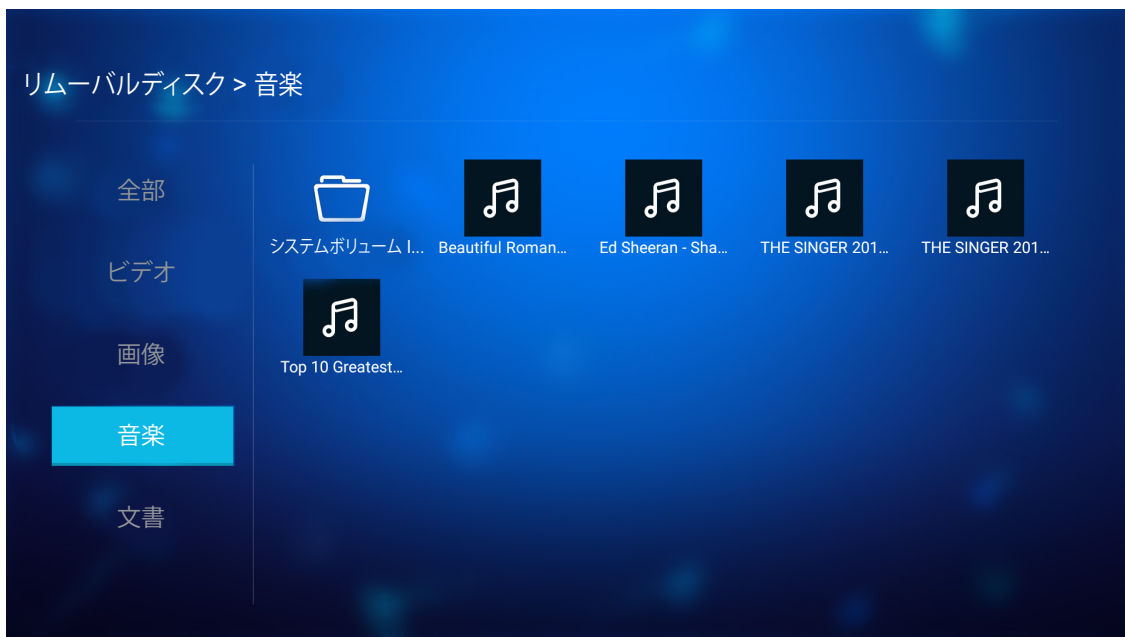 リムーバルディスク > 音楽
全部
ビデオ
画像
音楽
文書
システムボリューム I...
Beautiful Roman...
Ed Sheeran - Sha...
THE SINGER 201...
THE SINGER 201...
Top 10 Greatest...